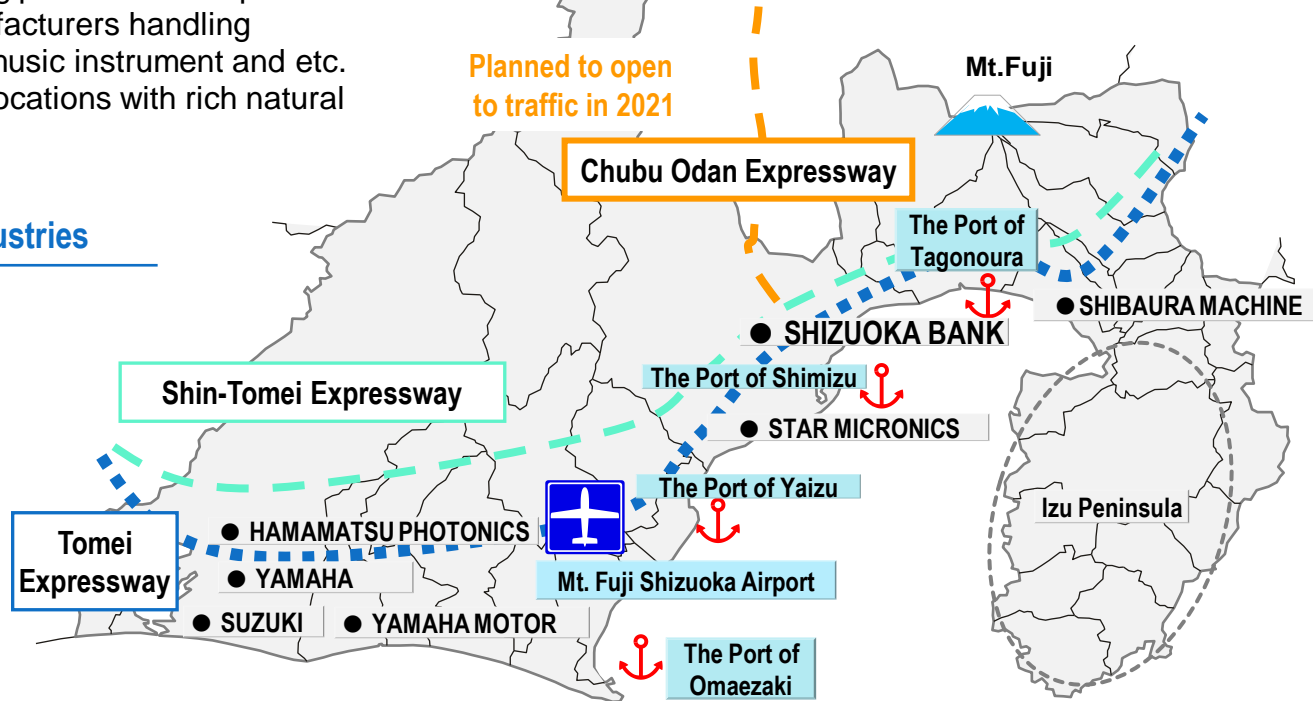 facturers handling
music instrument and etc.
ocations with rich natural
ustries
Planned to open
to traffic in 2021
Mt.Fuji
Chubu Odan Expressway
The Port of
Tagonoura
SHIBAURA MACHINE
SHIZUOKA BANK
Shin-Tomei Expressway
The Port of Shimizu
STAR MICRONICS
The Port of Yaizu
Izu Peninsula
Tomei
Expressway
HAMAMATSU PHOTONICS
YAMAHA
Mt. Fuji Shizuoka Airport
SUZUKI
YAMAHA MOTOR
The Port of
Omaezaki